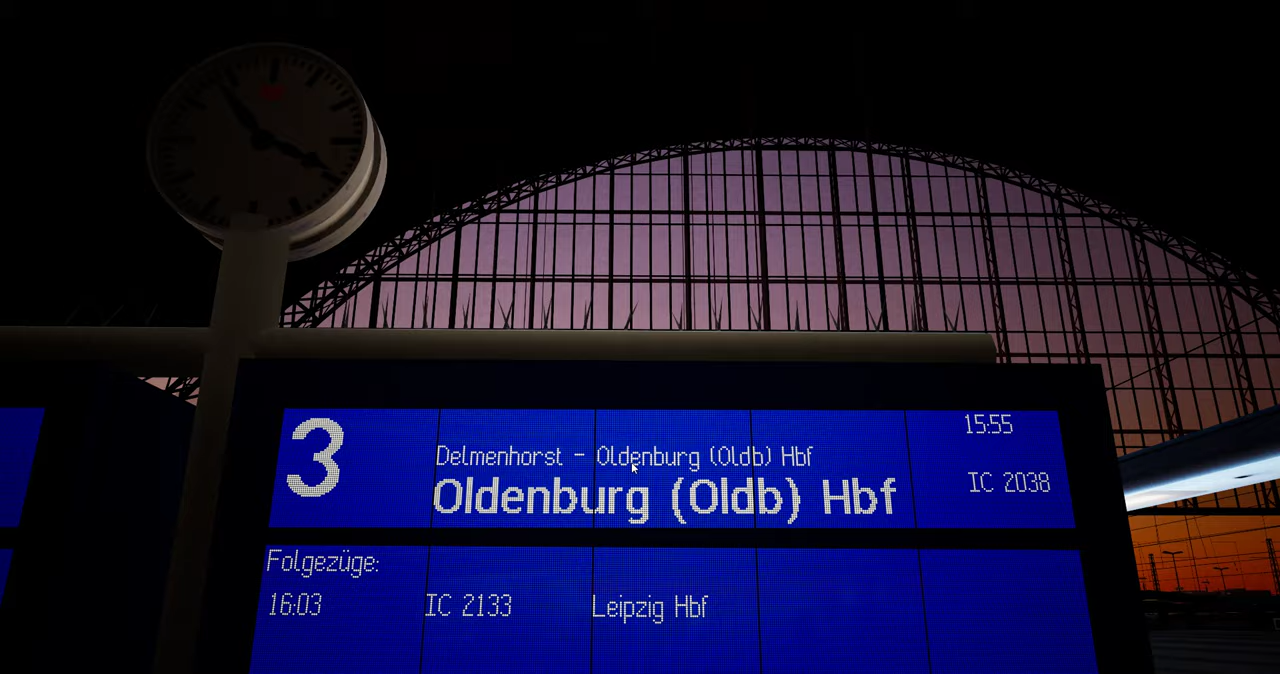 3
15:55
Delmenhorst - Oldenburg (Oldb) Hbf
Oldenburg (Oldb) Hbf
IC 2038
Folgezüge:
16:03 IC 2133 Leipzig Hbf